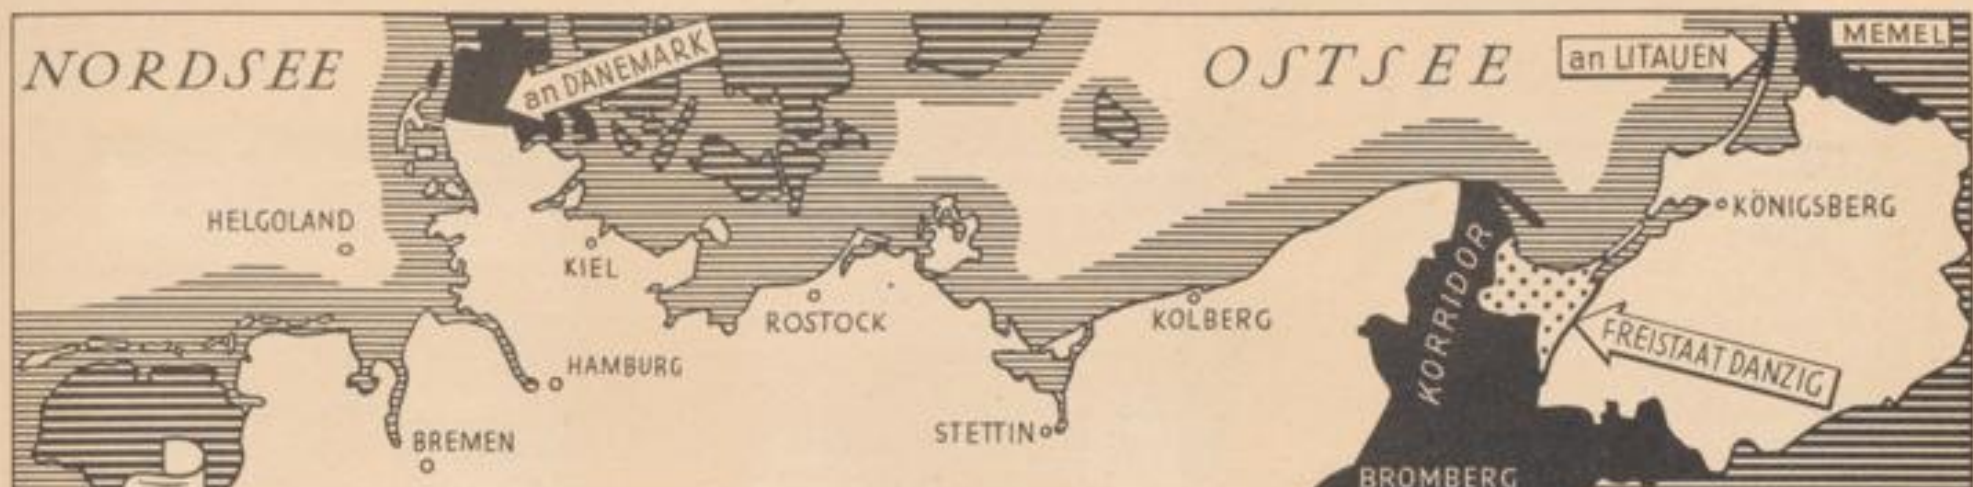 NORDSEE
an DÄNEMARK
OSTSEE
an LITAUEN
MEMEL
HELGOLAND
KIEL
KÖNIGSBERG
ROSTOCK
KOLBERG
KORRIDOR
FREISTAAT DANZIG
HAMBURG
BREMEN
STETTIN
BROMBERG